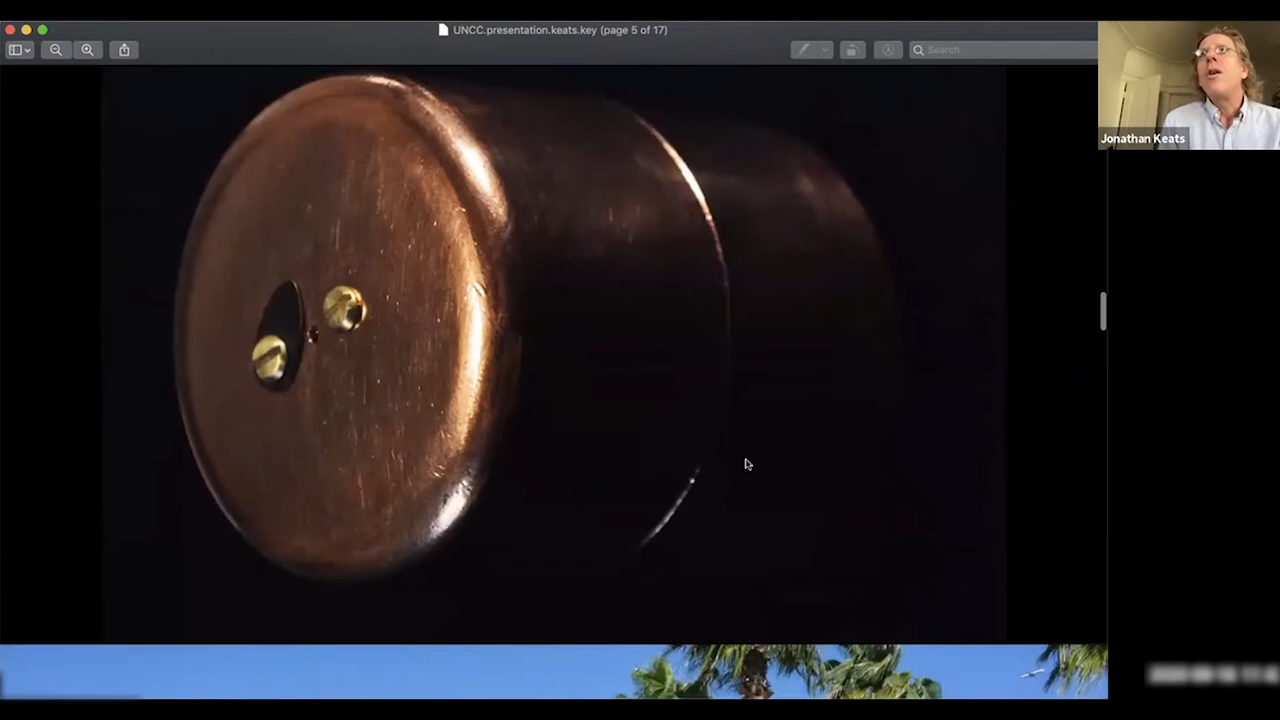 UNCC.presentation.keats.key (page 5 of 17)
Search
Jonathan Keats